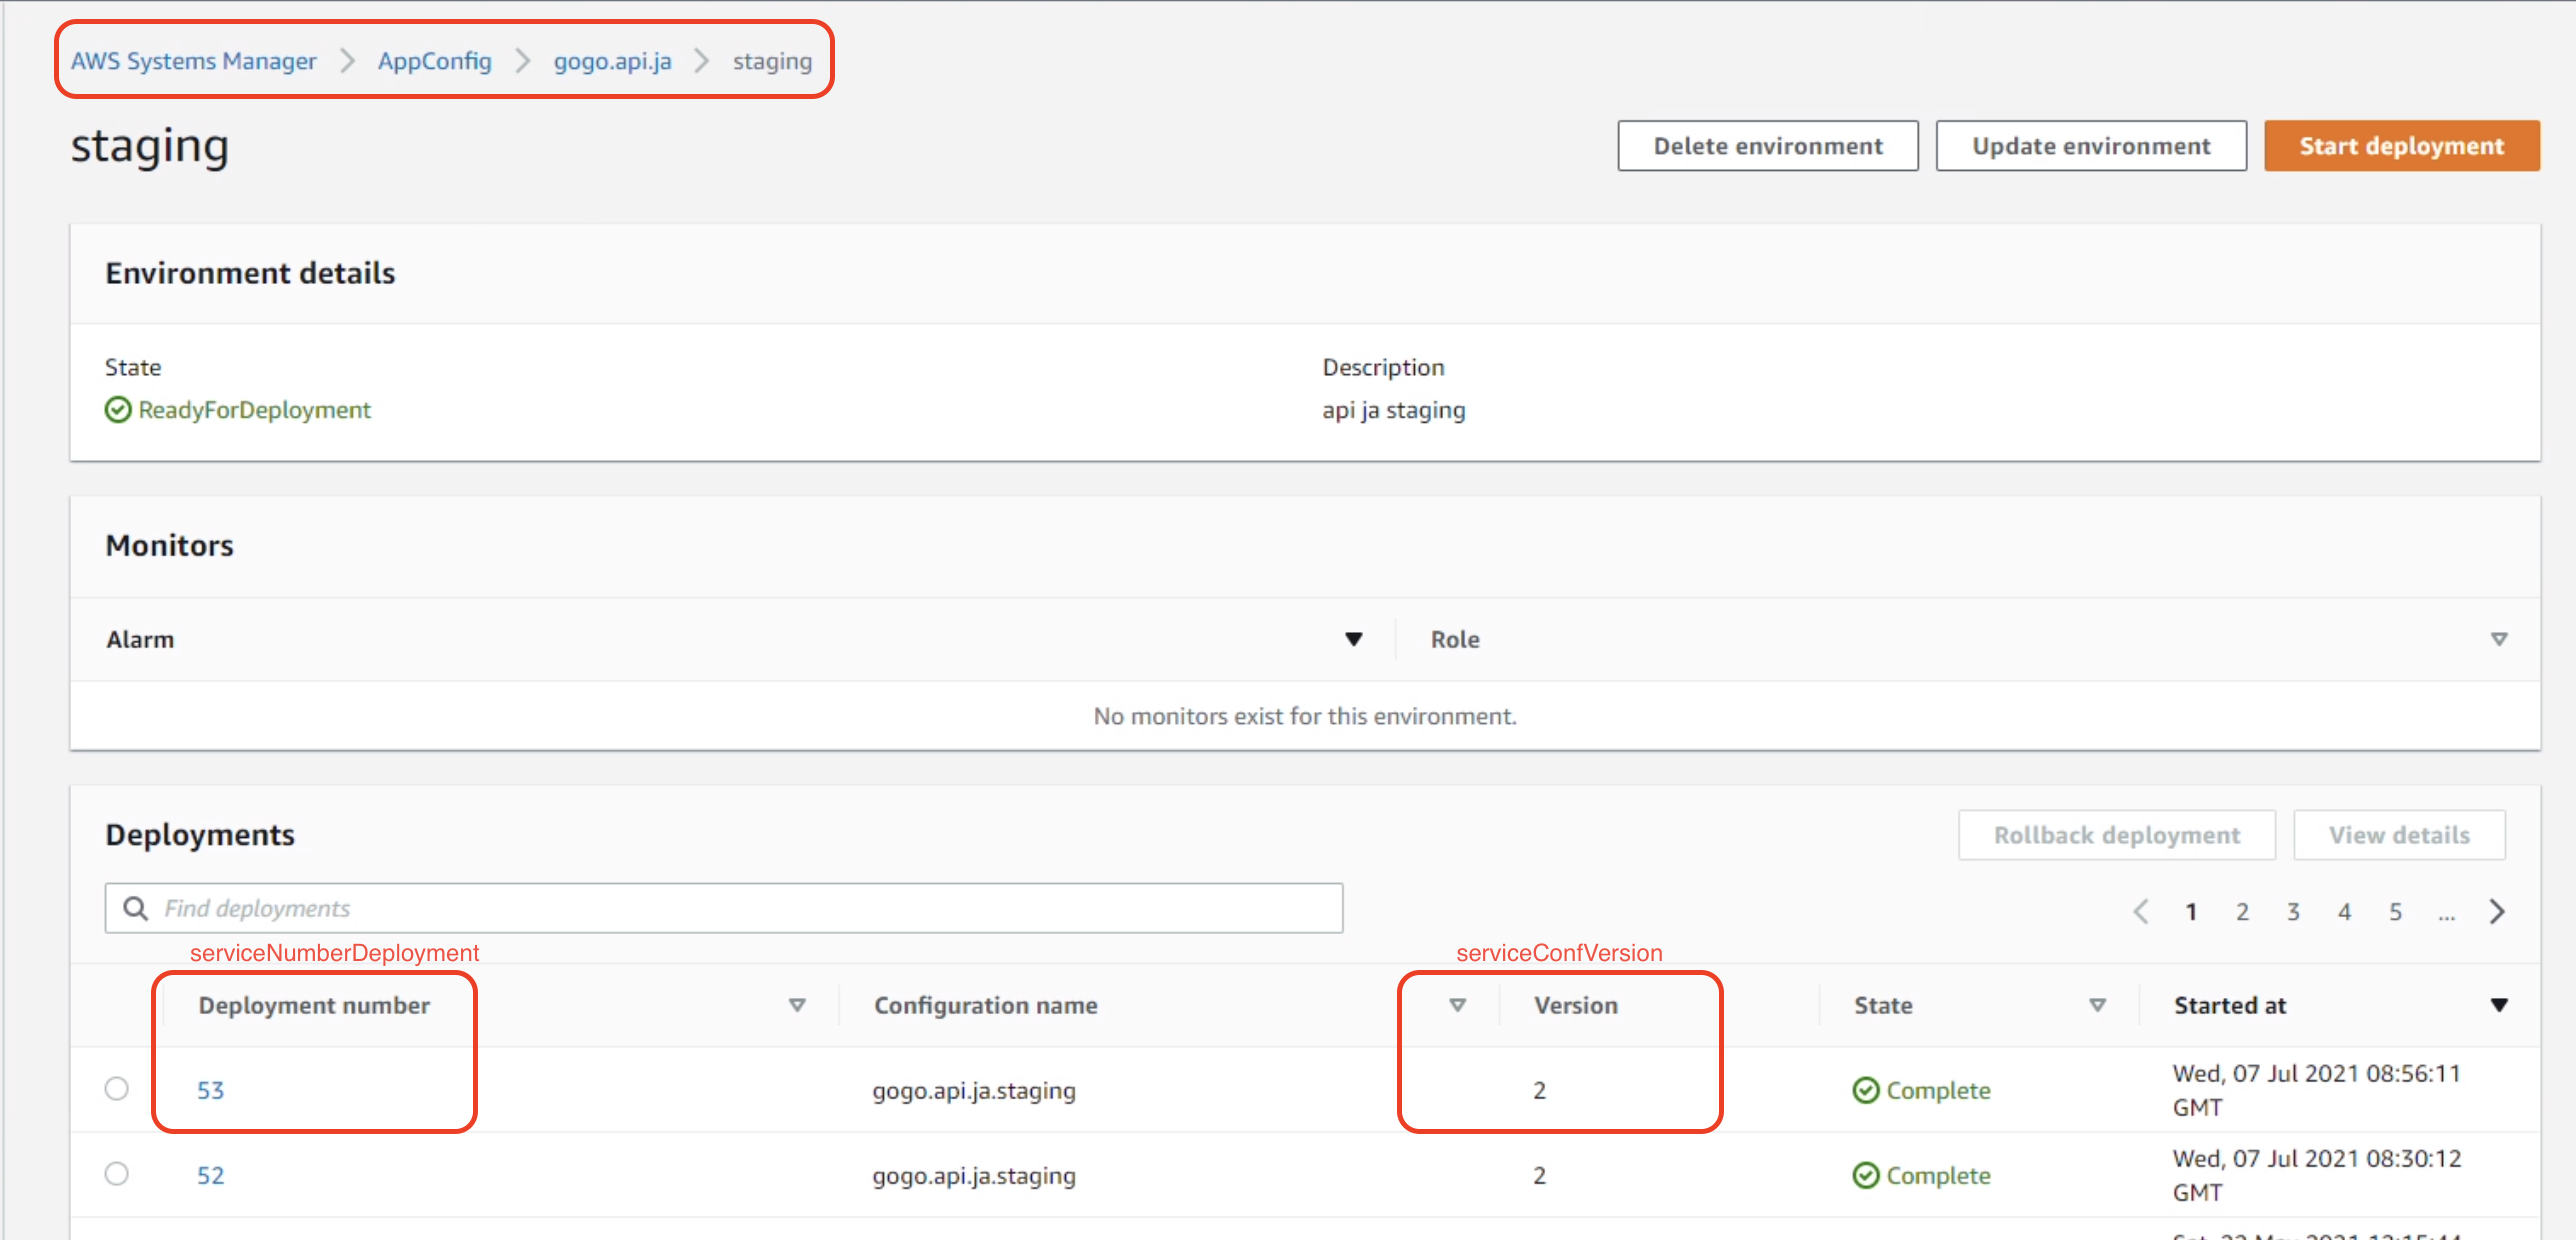 AWS Systems Manager > AppConfig > gogo.api.ja > staging
staging
Delete environment
Update environment
Start deployment
Environment details
State
Description
ReadyForDeployment
api ja staging
Monitors
Alarm
Role
No monitors exist for this environment.
Deployments
Rollback deployment
View details
Find deployments
1 2 3 4 5 ...
serviceNumberDeployment
serviceConfVersion
Deployment number
Configuration name
Version
State
Started at
53
gogo.api.ja.staging
2
Complete
Wed, 07 Jul 2021 08:56:11
GMT
52
gogo.api.ja.staging
2
Complete
Wed, 07 Jul 2021 08:30:12
GMT